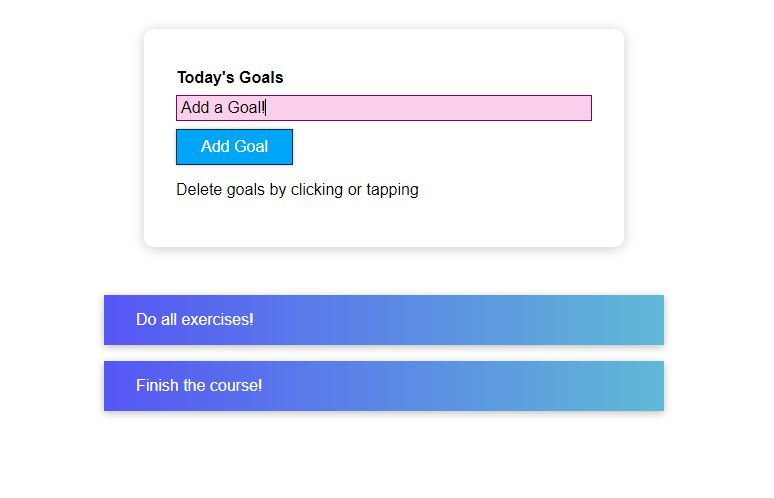 Today's Goals
Add a Goal!
Add Goal
Delete goals by clicking or tapping
Do all exercises!
Finish the course!